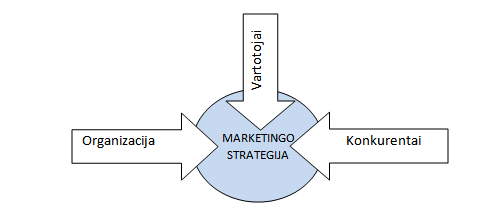 Vartotojai
Organizacija
MARKETINGO
STRATEGIJA
Konkurentai